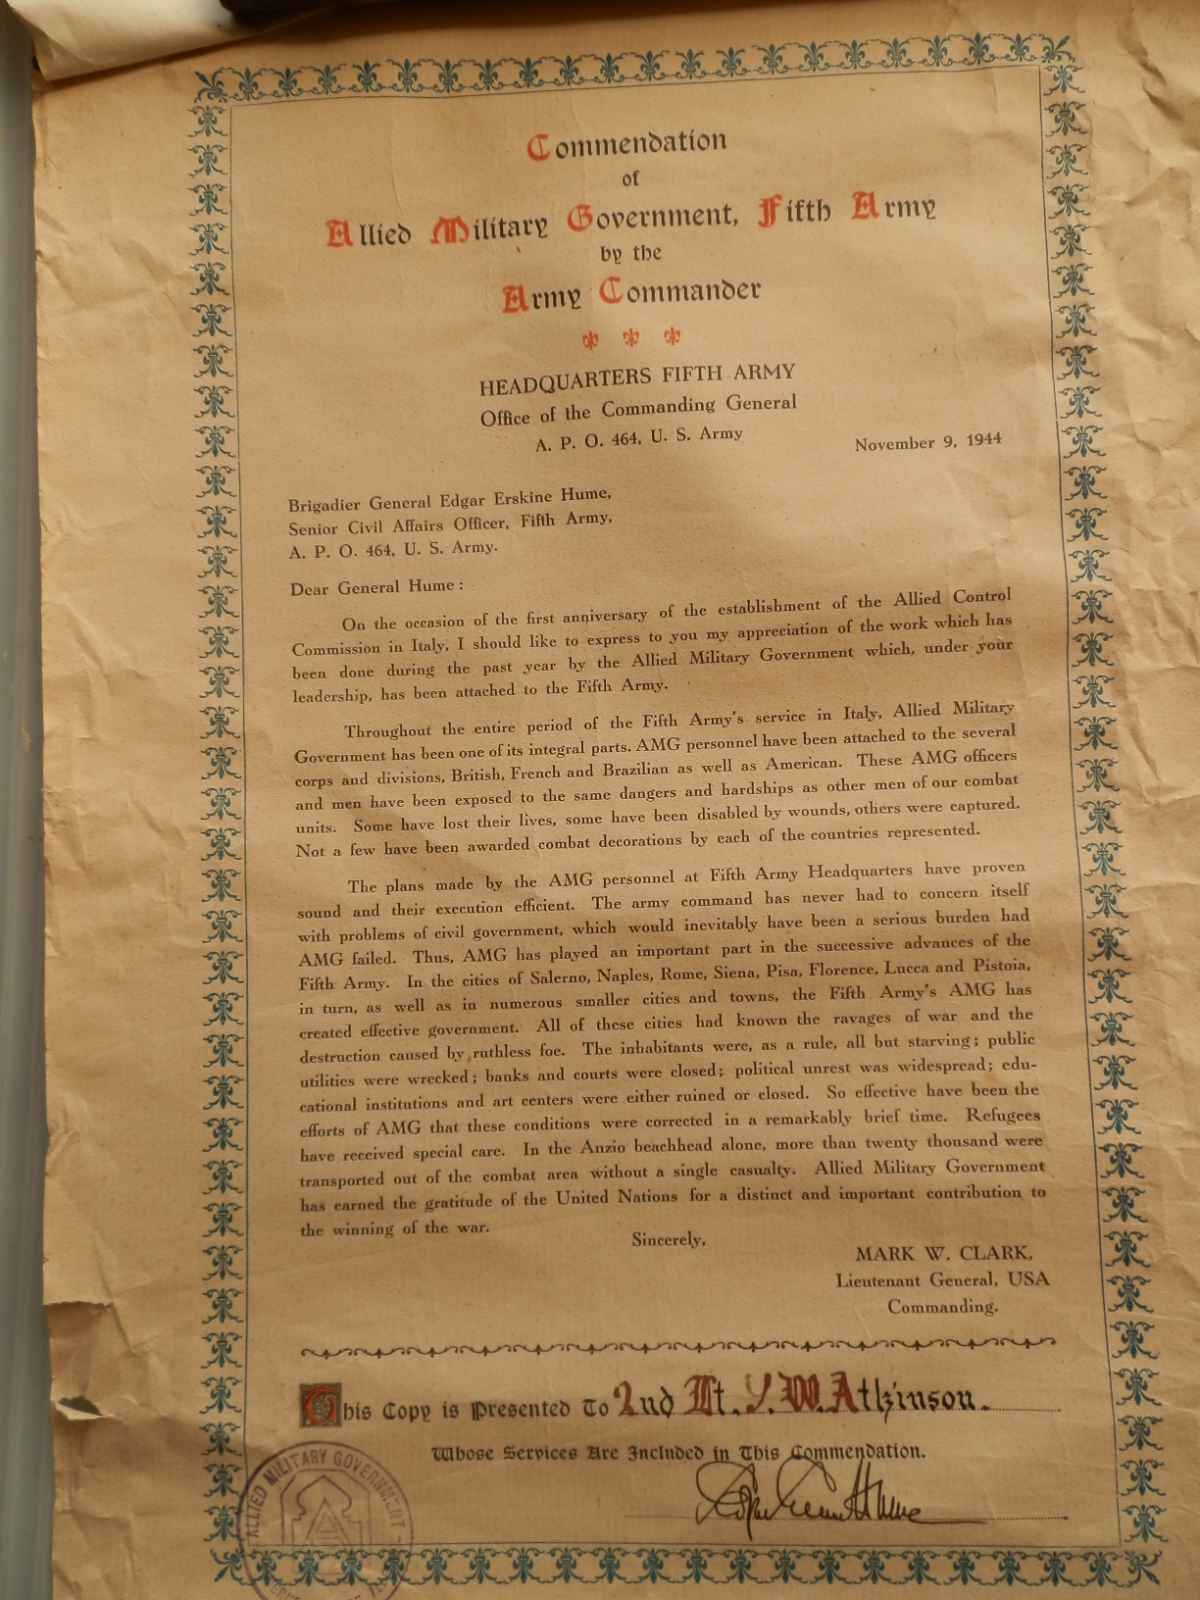 Commendation
of
Allied Military Government, Fifth Army
by the
Army Commander
HEADQUARTERS FIFTH ARMY
Office of the Commanding General
A. P. O. 464, U. S. Army
November 9, 1944
Brigadier General Edgar Erskine Hume,
Senior Civil Affairs Officer, Fifth Army,
A. P. O. 464, U. S. Army.
Dear General Hume :
On the occasion of the first anniversary of the establishment of the Allied Control
Commission in Italy, I should like to express to you my appreciation of the work which has
been done during the past year by the Allied Military Government which, under your
leadership, has been attached to the Fifth Army.
Throughout the entire period of the Fifth Army's service in Italy, Allied Military
Government has been one of its integral parts. AMG personnel have been attached to the several
corps and divisions, British, French and Brazilian as well as American. These AMG officers
and men have been exposed to the same dangers and hardships as other men of our combat
units. Some have lost their lives, some have been disabled by wounds, others were captured.
Not a few have been awarded combat decorations by each of the countries represented.
The plans made by the AMG personnel at Fifth Army Headquarters have proven
sound and their execution efficient. The army command has never had to concern itself
with problems of civil government, which would inevitably have been a serious burden had
AMG failed. Thus, AMG has played an important part in the successive advances of the
Fifth Army. In the cities of Salerno, Naples, Rome, Siena, Pisa, Florence, Lucca and Pistoia,
in turn, as well as in numerous smaller cities and towns, the Fifth Army's AMG has
created effective government. All of these cities had known the ravages of war and the
destruction caused by ruthless foe. The inhabitants were, as a rule, all but starving; public
utilities were wrecked; banks and courts were closed; political unrest was widespread; edu-
cational institutions and art centers were either ruined or closed. So effective have been the
efforts of AMG that these conditions were corrected in a remarkably brief time. Refugees
have received special care. In the Anzio beachhead alone, more than twenty thousand were
transported out of the combat area without a single casualty. Allied Military Government
has earned the gratitude of the United Nations for a distinct and important contribution to
the winning of the war.
Sincerely,
MARK W. CLARK,
Lieutenant General, USA
Commanding.
This Copy is Presented To 2nd Lt. J. W. Atkinson.
Whose Services Are Included in This Commendation.
Edgar Erskine Hume
ALLIED MILITARY GOVERNMENT